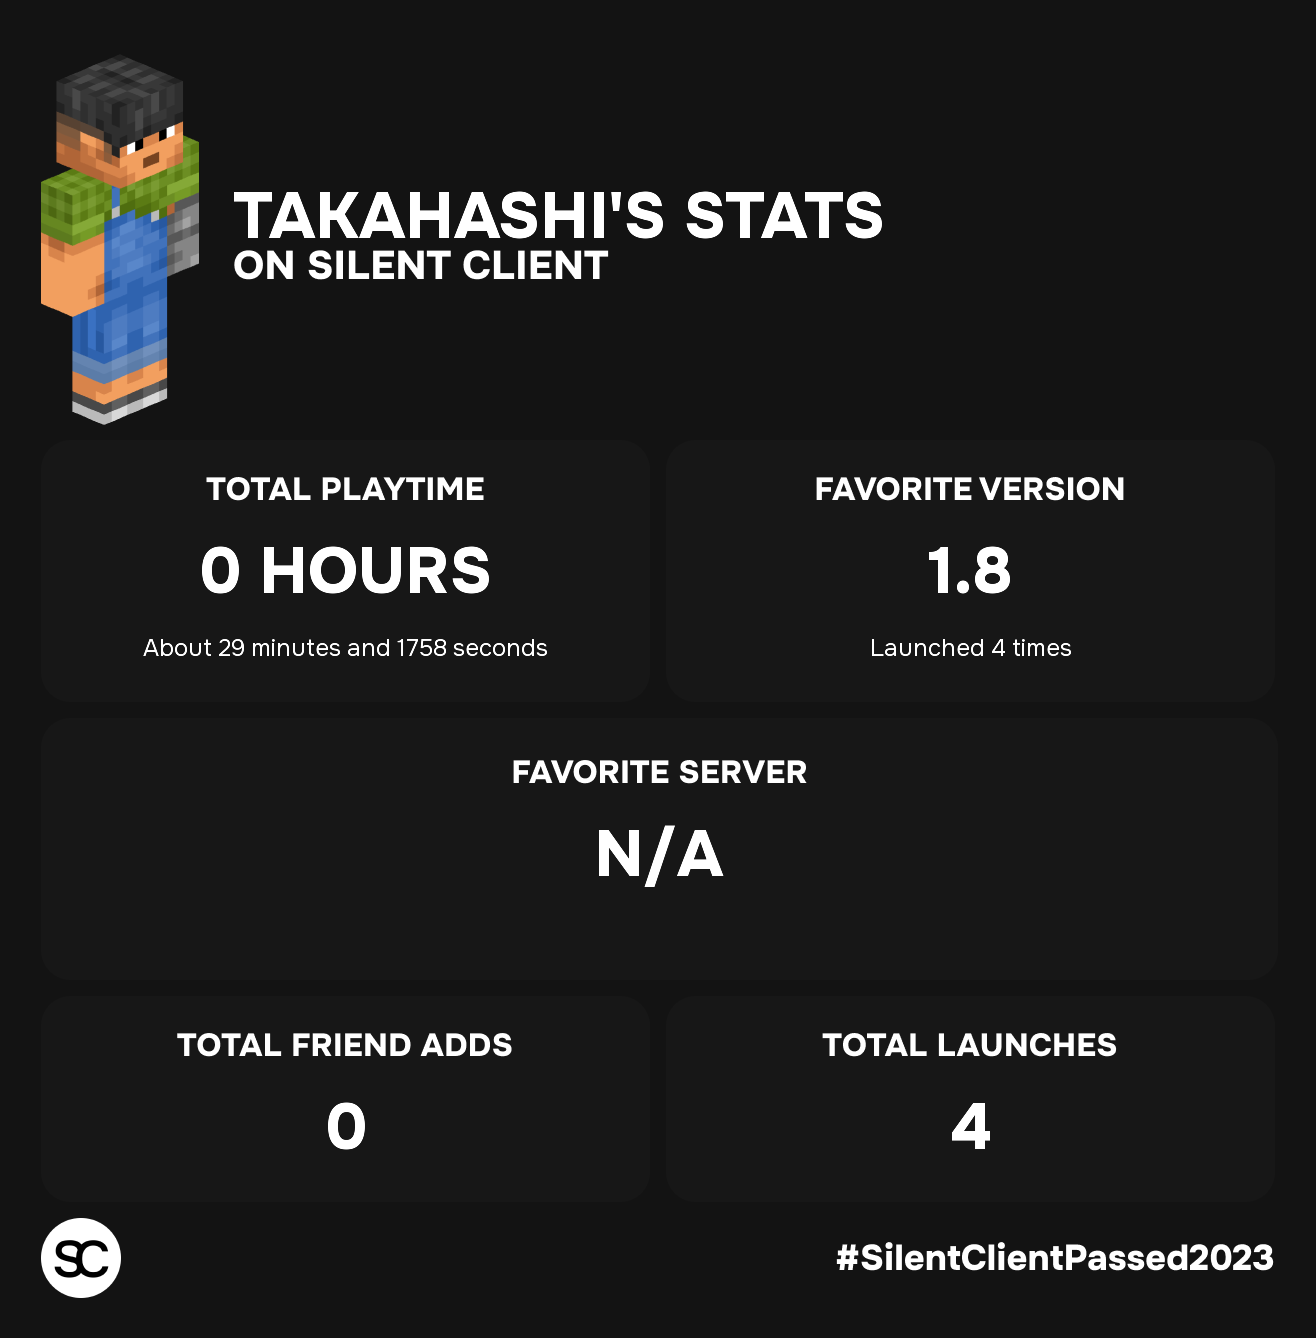 TAKAHASHI'S STATS
ON SILENT CLIENT
TOTAL PLAYTIME
0 HOURS
About 29 minutes and 1758 seconds
FAVORITE VERSION
1.8
Launched 4 times
FAVORITE SERVER
N/A
TOTAL FRIEND ADDS
0
TOTAL LAUNCHES
4
SC
#SilentClientPassed2023